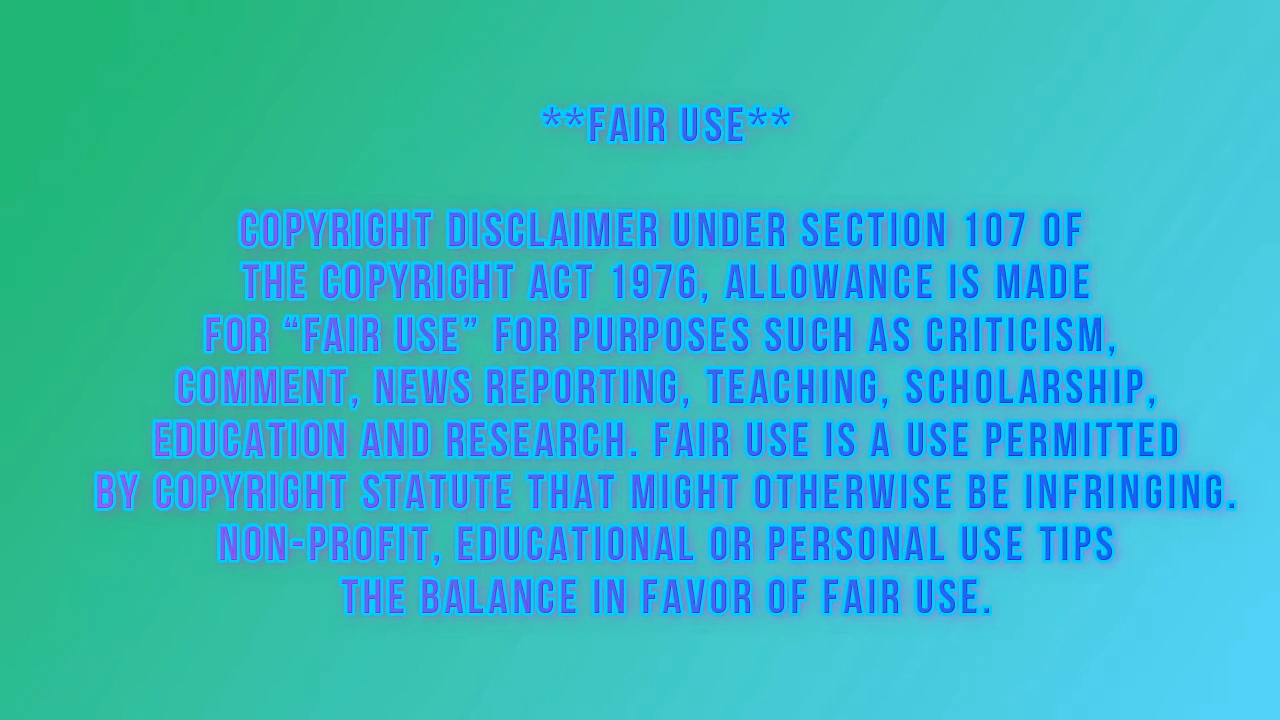 **FAIR USE**
COPYRIGHT DISCLAIMER UNDER SECTION 107 OF
THE COPYRIGHT ACT 1976, ALLOWANCE IS MADE
FOR “FAIR USE” FOR PURPOSES SUCH AS CRITICISM,
COMMENT, NEWS REPORTING, TEACHING, SCHOLARSHIP,
EDUCATION AND RESEARCH. FAIR USE IS A USE PERMITTED
BY COPYRIGHT STATUTE THAT MIGHT OTHERWISE BE INFRINGING.
NON-PROFIT, EDUCATIONAL OR PERSONAL USE TIPS
THE BALANCE IN FAVOR OF FAIR USE.